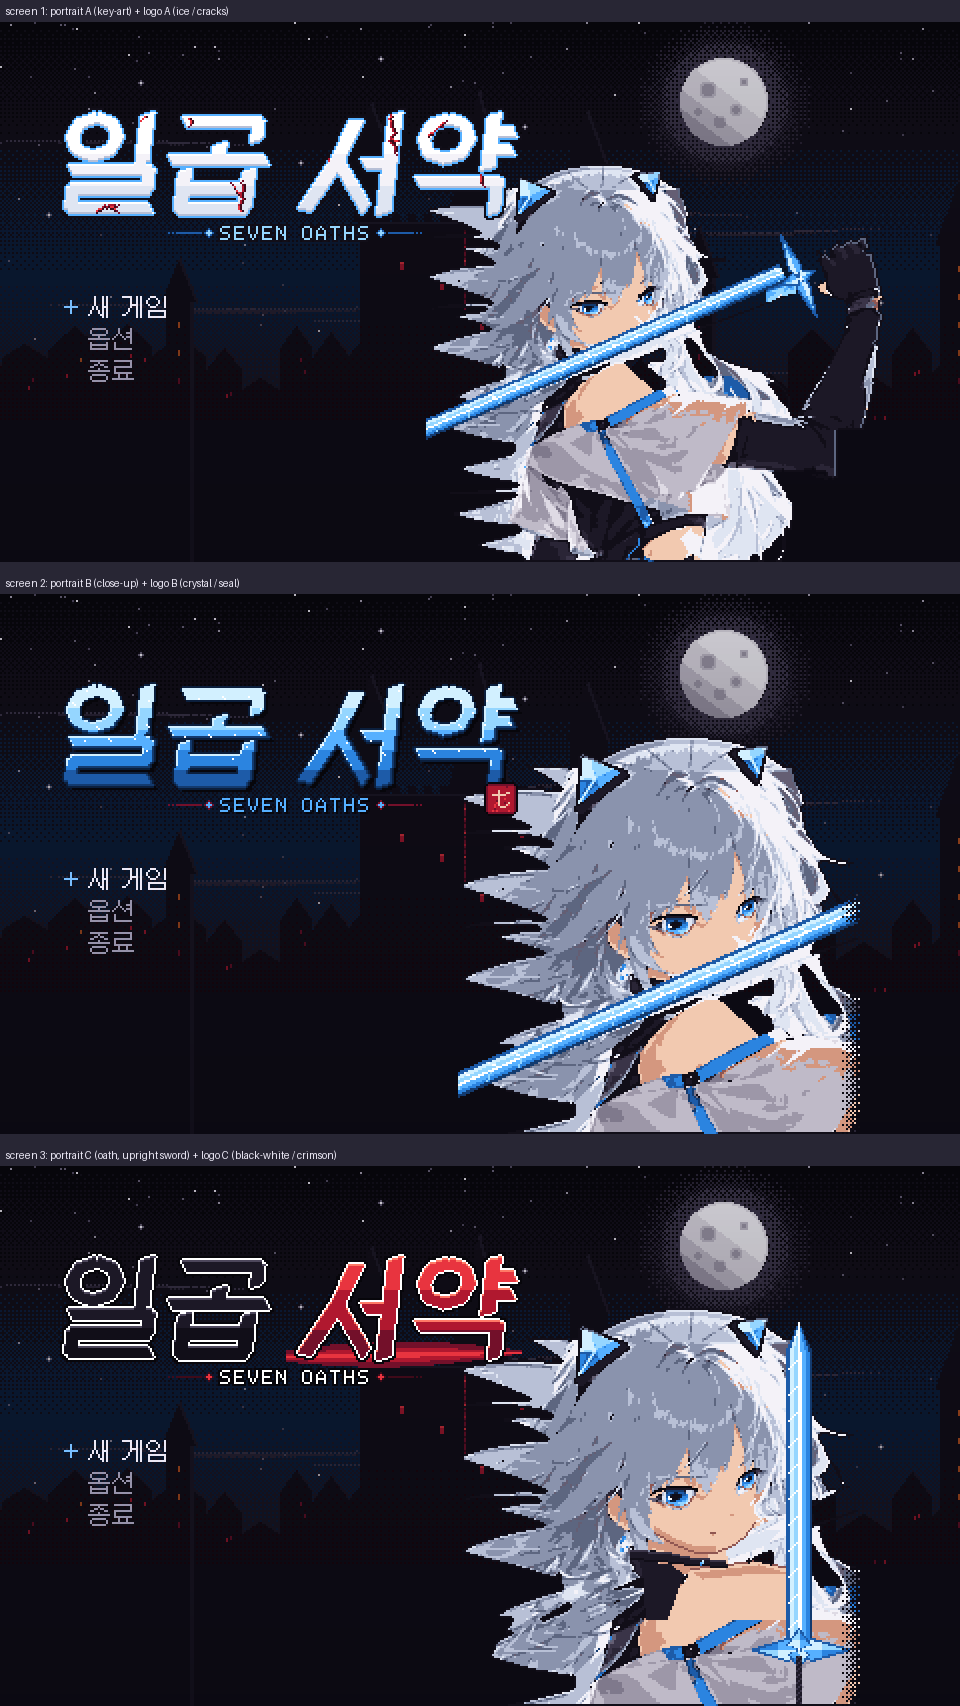 screen 1: portrait A (key-art) + logo A (ice / cracks)
일곱 서약
SEVEN OATHS
+ 새 게임
옵션
종료
screen 2: portrait B (close-up) + logo B (crystal / seal)
일곱 서약
七
SEVEN OATHS
+ 새 게임
옵션
종료
screen 3: portrait C (oath, upright sword) + logo C (black-white / crimson)
일곱 서약
SEVEN OATHS
+ 새 게임
옵션
종료